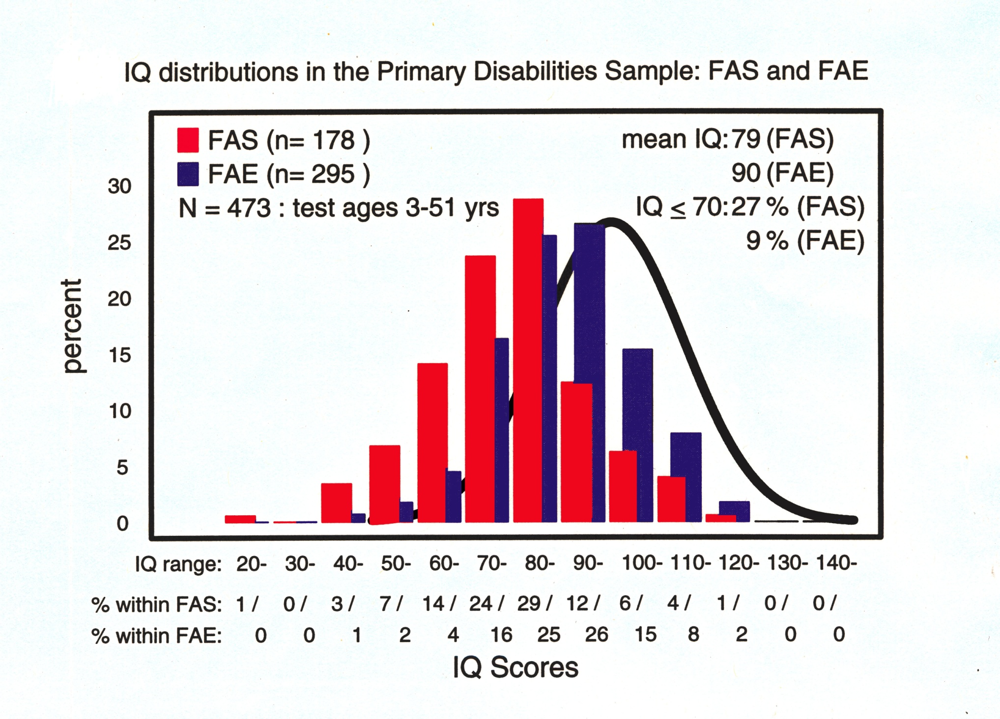 IQ distributions in the Primary Disabilities Sample: FAS and FAE
FAS (n= 178 )
FAE (n= 295 )
N = 473 : test ages 3-51 yrs
mean IQ: 79 (FAS)
90 (FAE)
IQ ≤ 70: 27 % (FAS)
9 % (FAE)
percent
30
25
20
15
10
5
0
IQ range: 20- 30- 40- 50- 60- 70- 80- 90- 100- 110- 120- 130- 140-
% within FAS: 1 / 0 / 3 / 7 / 14 / 24 / 29 / 12 / 6 / 4 / 1 / 0 / 0 /
% within FAE: 0 0 1 2 4 16 25 26 15 8 2 0 0
IQ Scores